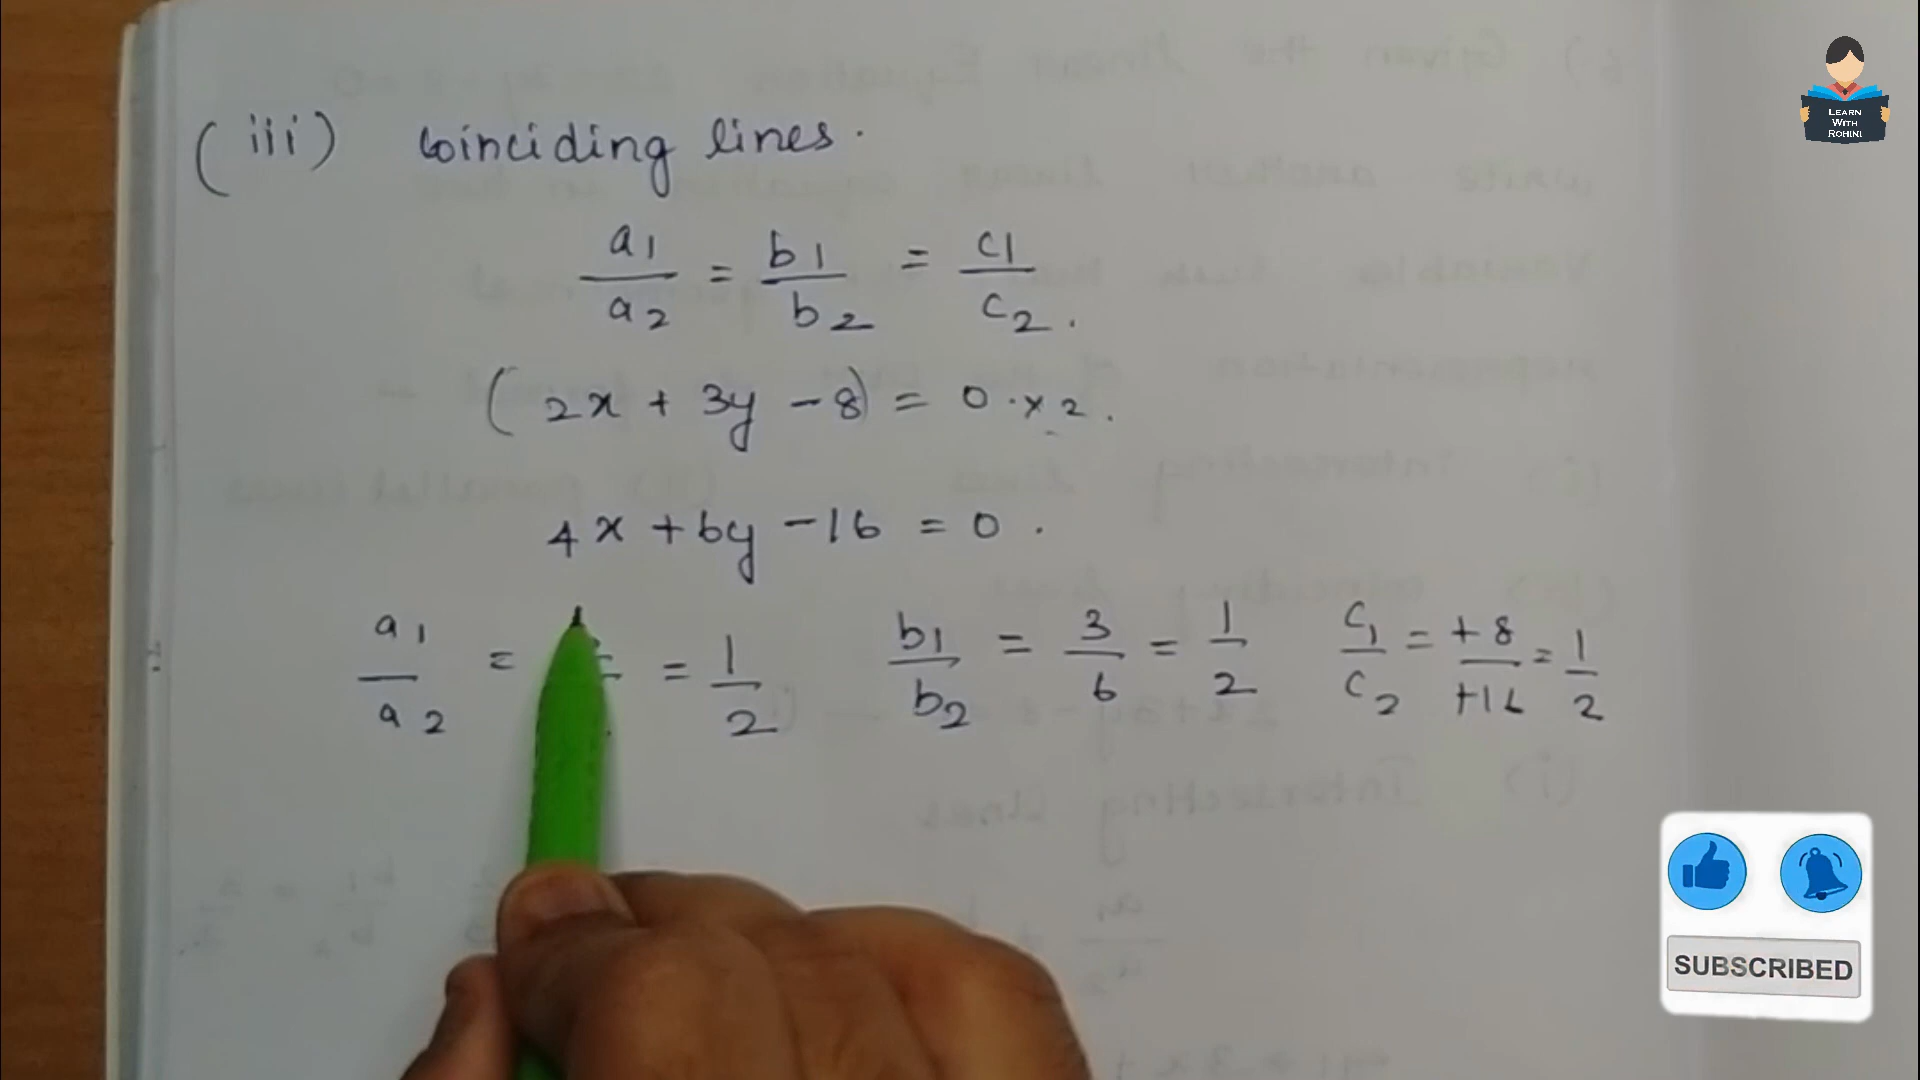 (iii) Coinciding lines.
a1/a2 = b1/b2 = c1/c2.
(2x + 3y - 8) = 0 . x 2.
4x + 6y - 16 = 0 .
a1/a2 = = 1/2 b1/b2 = 3/6 = 1/2 c1/c2 = +8/+16 = 1/2
LEARN
WITH
ROHINI
SUBSCRIBED